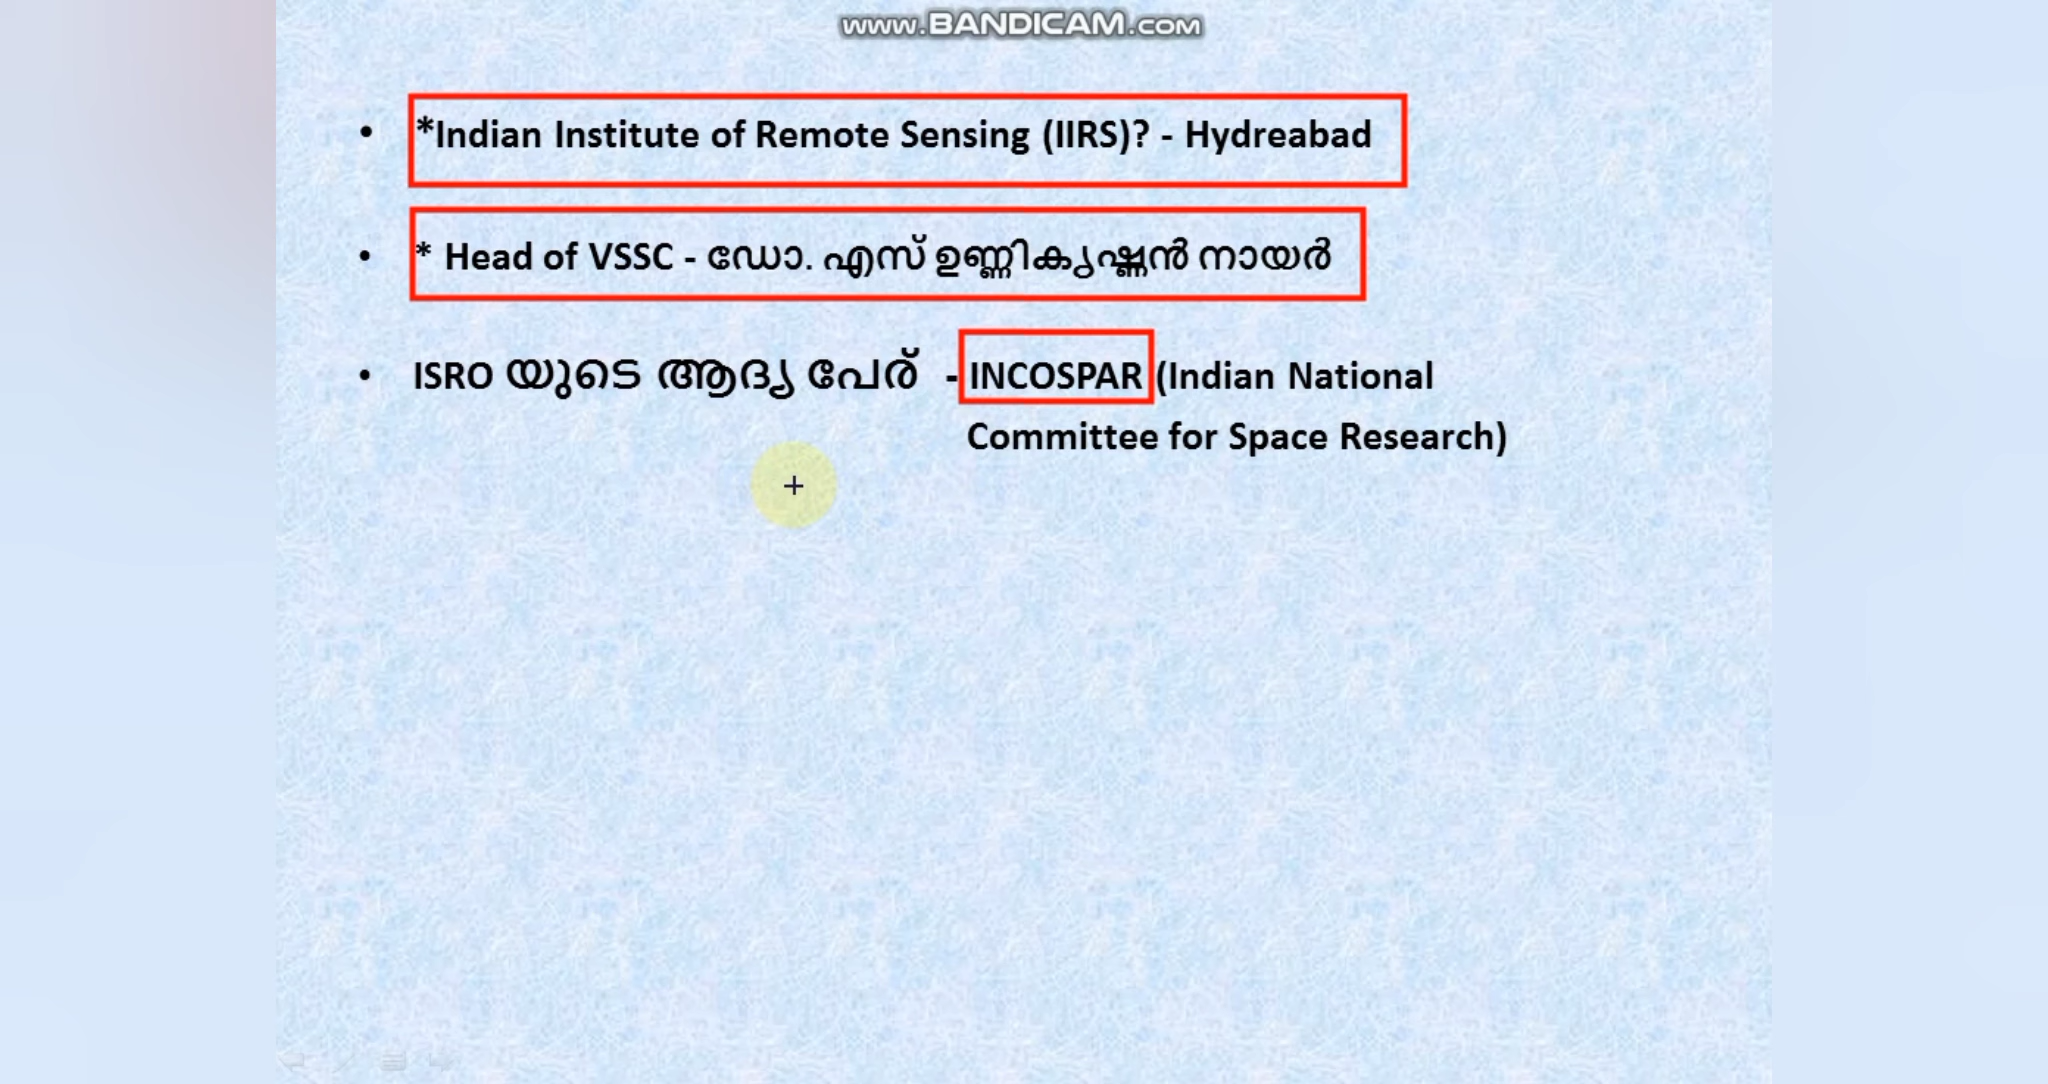 www.BANDICAM.com
• *Indian Institute of Remote Sensing (IIRS)? - Hydreabad
• * Head of VSSC - ഡോ. എസ് ഉണ്ണികൃഷ്ണൻ നായർ
• ISRO യുടെ ആദ്യ പേര് - INCOSPAR (Indian National
Committee for Space Research)